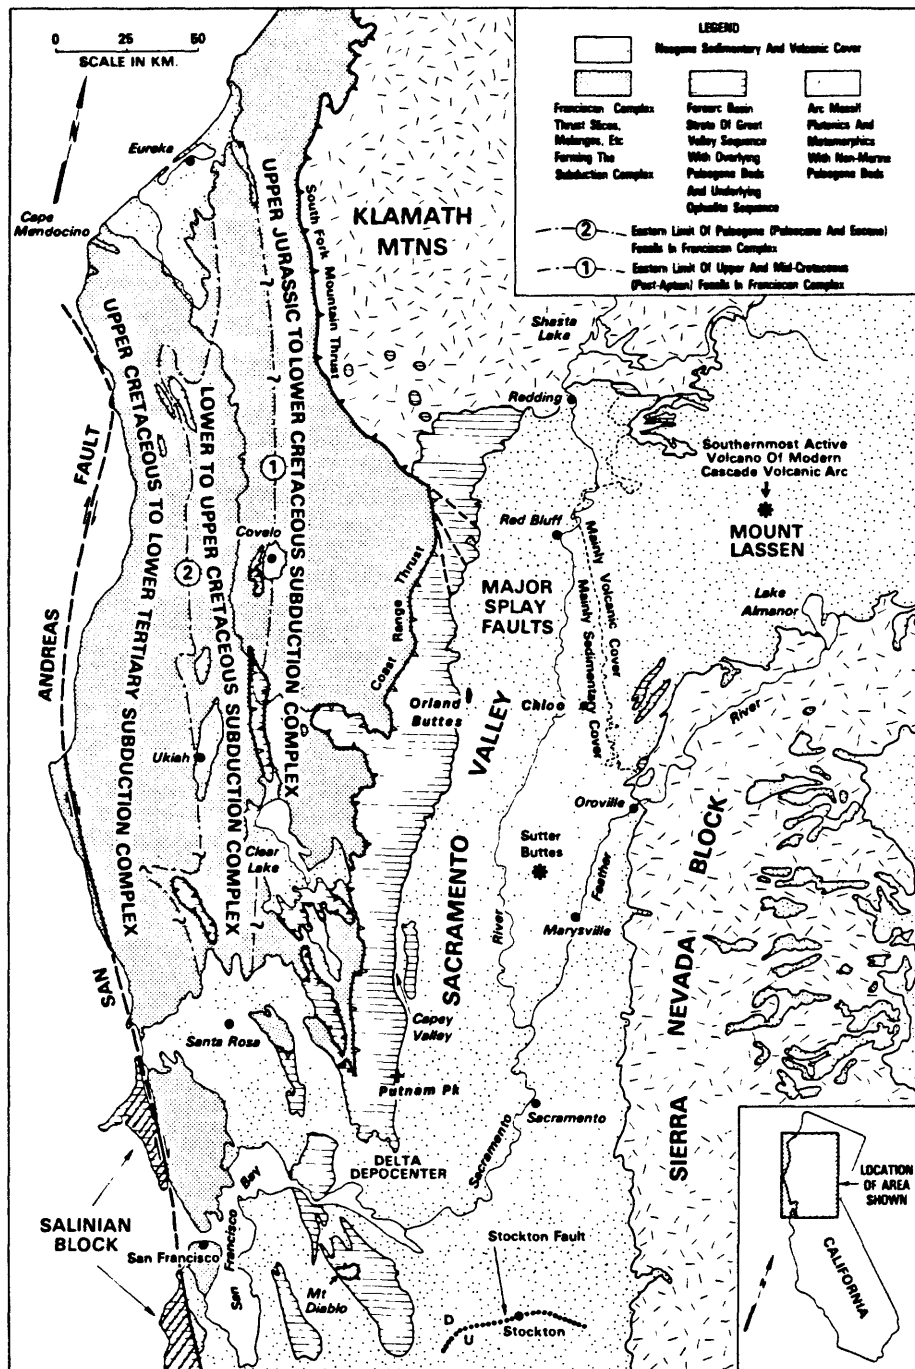 0 25 50
SCALE IN KM.
LEGEND
Neogene Sedimentary And Volcanic Cover
Franciscan Complex
Thrust Slices,
Melanges, Etc
Forming The
Subduction Complex
Forearc Basin
Strata Of Great
Valley Sequence
With Overlying
Paleogene Beds
And Underlying
Ophiolite Sequence
Arc Massif
Plutonics And
Metamorphics
With Non-Marine
Paleogene Beds
2 Eastern Limit Of Paleogene (Paleocene And Eocene)
Fossils In Franciscan Complex
1 Eastern Limit Of Upper And Mid-Cretaceous
(Post-Aptian) Fossils In Franciscan Complex
Eureka
Cape
Mendocino
KLAMATH
MTNS
South Fork Mountain Thrust
UPPER JURASSIC TO LOWER CRETACEOUS SUBDUCTION COMPLEX
LOWER TO UPPER CRETACEOUS SUBDUCTION COMPLEX
UPPER CRETACEOUS TO LOWER TERTIARY SUBDUCTION COMPLEX
?
?
?
?
1
2
SAN ANDREAS FAULT
Shasta
Lake
Redding
Southernmost Active
Volcano Of Modern
Cascade Volcanic Arc
MOUNT
LASSEN
Red Bluff
Covelo
Coast Range Thrust
MAJOR
SPLAY
FAULTS
Mainly Volcanic Cover
Mainly Sedimentary Cover
Lake
Almanor
Orland
Buttes
Chloo
River
Ukiah
Oroville
Clear
Lake
Sutter
Buttes
Feather
Marysville
River
SACRAMENTO VALLEY
SIERRA NEVADA BLOCK
Santa Rosa
Capey
Valley
Putnam Pk
Sacramento
Sacramento
DELTA
DEPOCENTER
SALINIAN
BLOCK
San Francisco
San Francisco Bay
Mt
Diablo
Stockton Fault
D
U
Stockton
LOCATION
OF AREA
SHOWN
CALIFORNIA